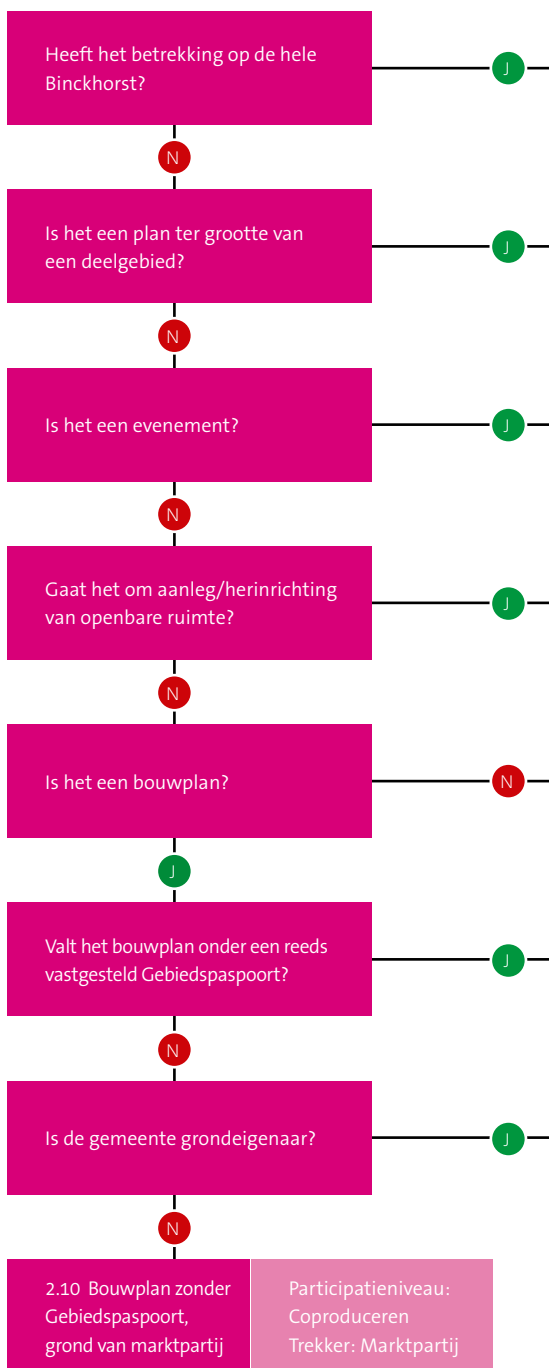 Heeft het betrekking op de hele
Binckhorst?
J
N
Is het een plan ter grootte van
een deelgebied?
J
N
Is het een evenement?
J
N
Gaat het om aanleg/herinrichting
van openbare ruimte?
J
N
Is het een bouwplan?
N
J
Valt het bouwplan onder een reeds
vastgesteld Gebiedspaspoort?
J
N
Is de gemeente grondeigenaar?
J
N
2.10 Bouwplan zonder
Gebiedspaspoort,
grond van marktpartij
Participatieniveau:
Coproduceren
Trekker: Marktpartij